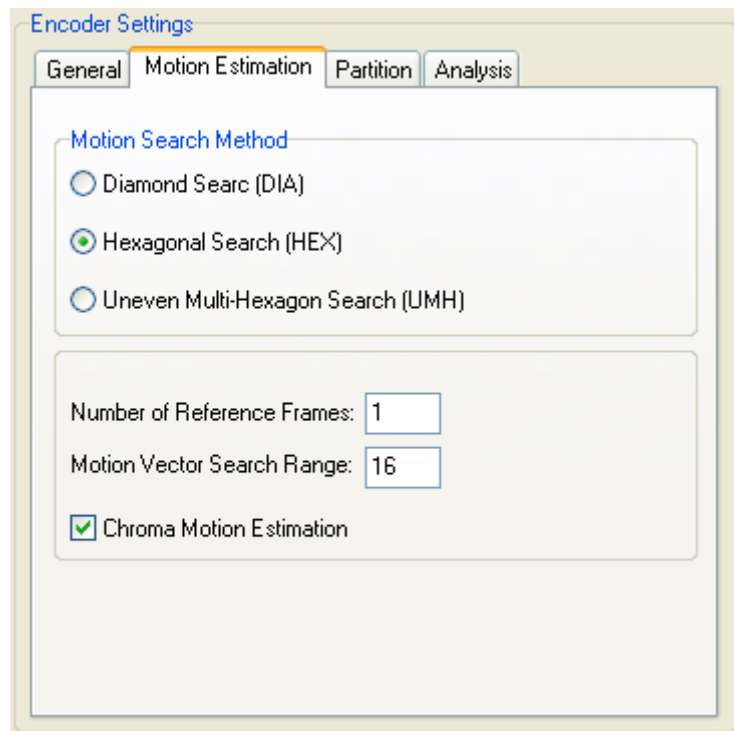 Encoder Settings
General Motion Estimation Partition Analysis
Motion Search Method
Diamond Searc (DIA)
Hexagonal Search (HEX)
Uneven Multi-Hexagon Search (UMH)
Number of Reference Frames: 1
Motion Vector Search Range: 16
Chroma Motion Estimation